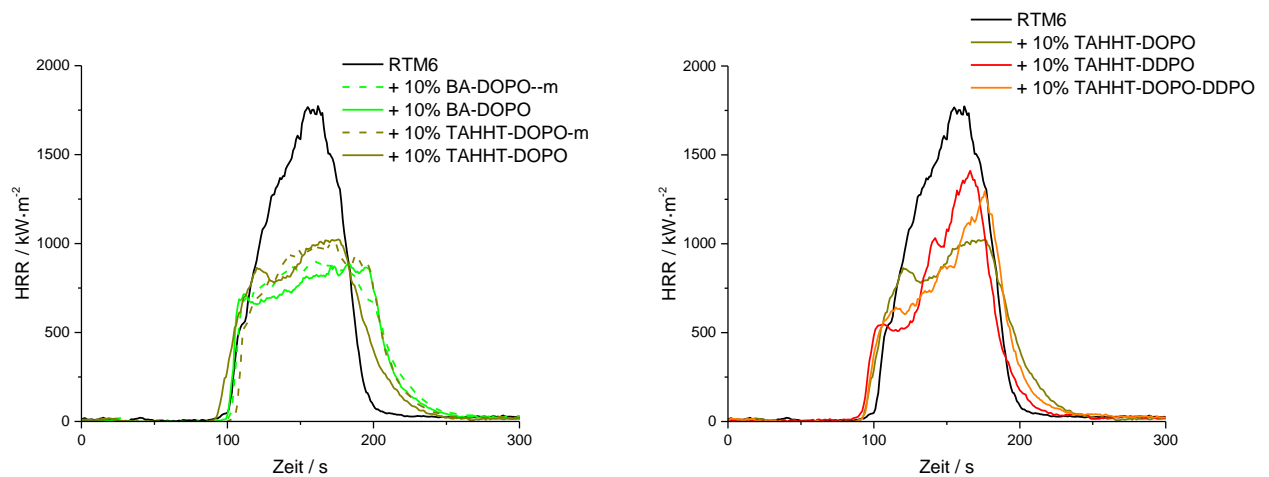 RTM6
+ 10% BA-DOPO--m
+ 10% BA-DOPO
+ 10% TAHHT-DOPO-m
+ 10% TAHHT-DOPO
HRR / kW·m-2
2000
1500
1000
500
0
0 100 200 300
Zeit / s
RTM6
+ 10% TAHHT-DOPO
+ 10% TAHHT-DDPO
+ 10% TAHHT-DOPO-DDPO
HRR / kW·m-2
2000
1500
1000
500
0
0 100 200 300
Zeit / s